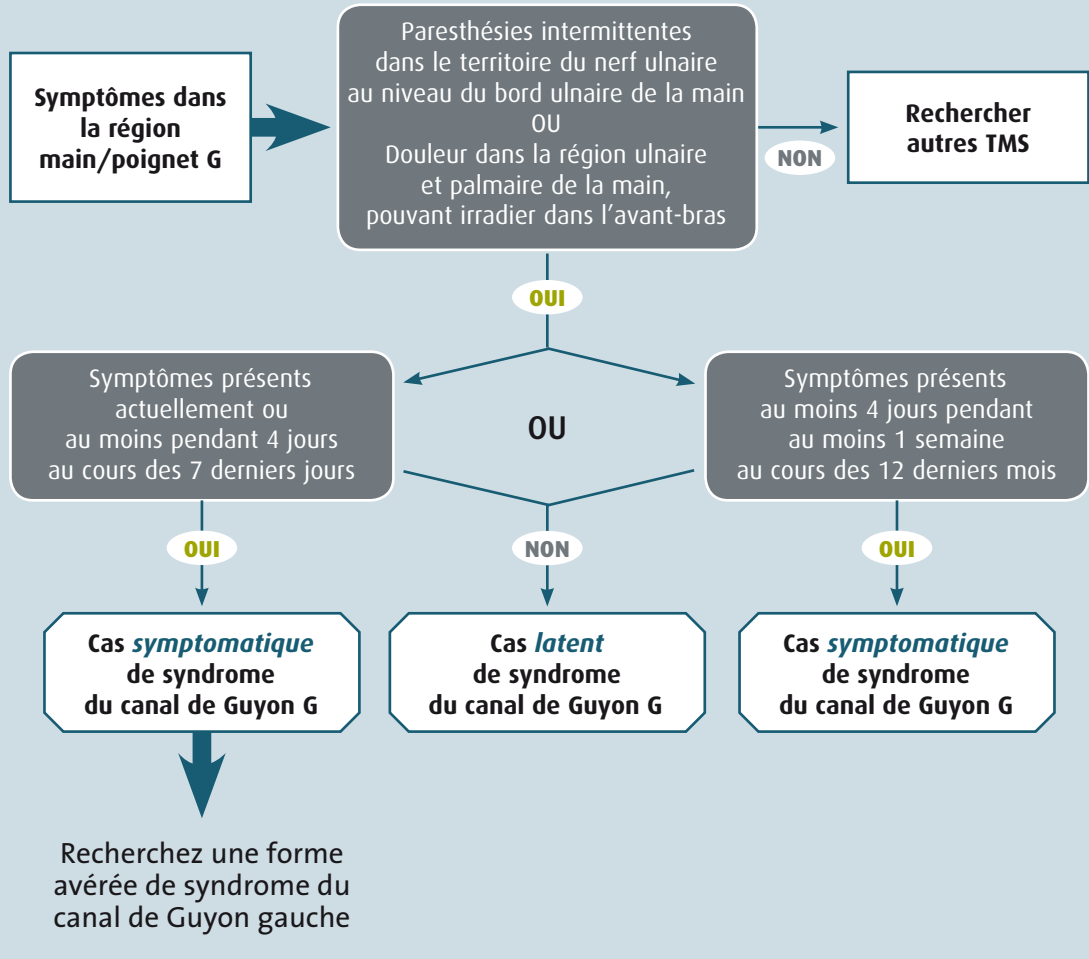 Symptômes dans
la région
main/poignet G
Paresthésies intermittentes
dans le territoire du nerf ulnaire
au niveau du bord ulnaire de la main
OU
Douleur dans la région ulnaire
et palmaire de la main,
pouvant irradier dans l'avant-bras
NON
Rechercher
autres TMS
OUI
Symptômes présents
actuellement ou
au moins pendant 4 jours
au cours des 7 derniers jours
OU
Symptômes présents
au moins 4 jours pendant
au moins 1 semaine
au cours des 12 derniers mois
OUI
NON
OUI
Cas symptomatique
de syndrome
du canal de Guyon G
Cas latent
de syndrome
du canal de Guyon G
Cas symptomatique
de syndrome
du canal de Guyon G
Recherchez une forme
avérée de syndrome du
canal de Guyon gauche